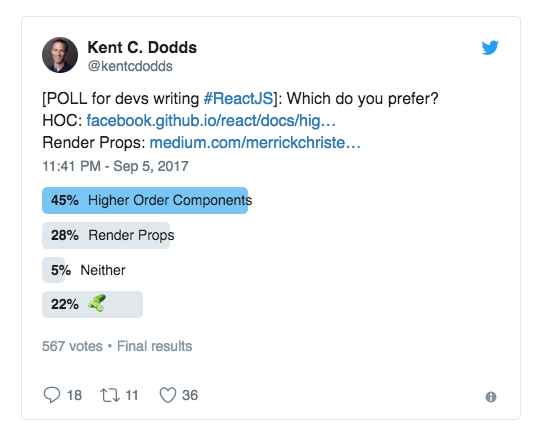 Kent C. Dodds
@kentcdodds
[POLL for devs writing #ReactJS]: Which do you prefer?
HOC: facebook.github.io/react/docs/hig…
Render Props: medium.com/merrickchriste…
11:41 PM - Sep 5, 2017
45% Higher Order Components
28% Render Props
5% Neither
22% 🥒
567 votes • Final results
18 11 36